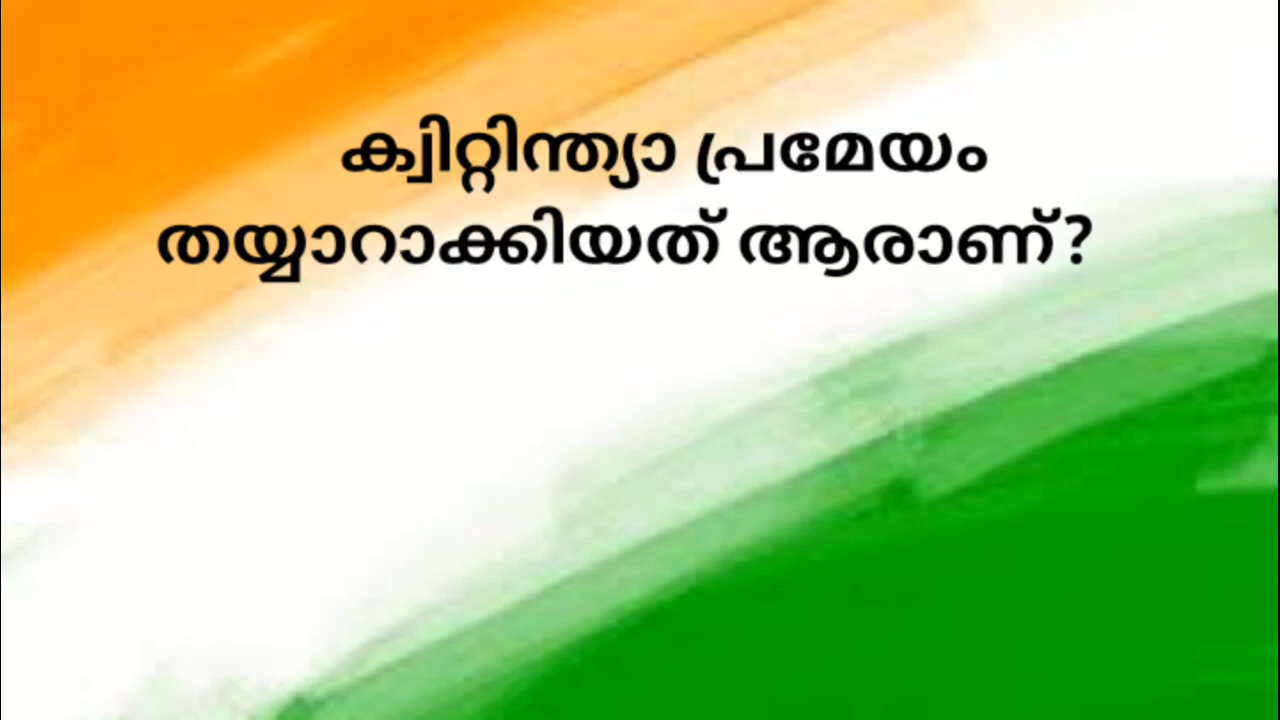 ക്വിറ്റിന്ത്യാ പ്രമേയം
തയ്യാറാക്കിയത് ആരാണ്?